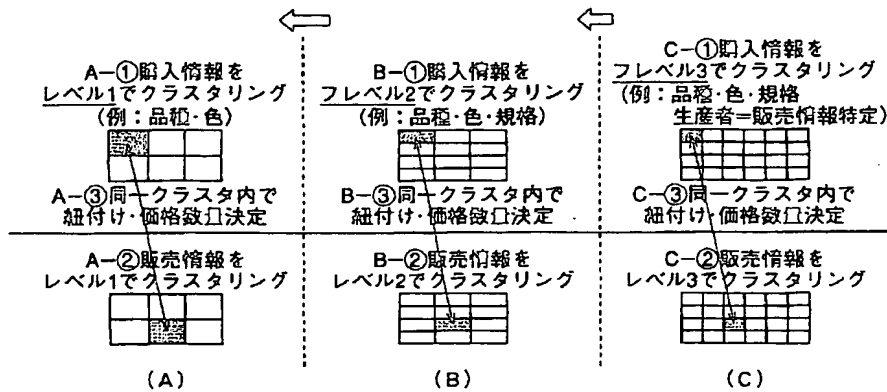 A-①購入情報を
レベル1でクラスタリング
(例：品種・色)
A-③同一クラスタ内で
紐付け・価格数量決定
A-②販売情報を
レベル1でクラスタリング
(A)
B-①購入情報を
フレベル2でクラスタリング
(例：品種・色・規格)
B-③同一クラスタ内で
紐付け・価格数量決定
B-②販売情報を
レベル2でクラスタリング
(B)
C-①購入情報を
フレベル3でクラスタリング
(例：品種・色・規格
生産者=販売情報特定)
C-③同一クラスタ内で
紐付け・価格数量決定
C-②販売情報を
レベル3でクラスタリング
(C)